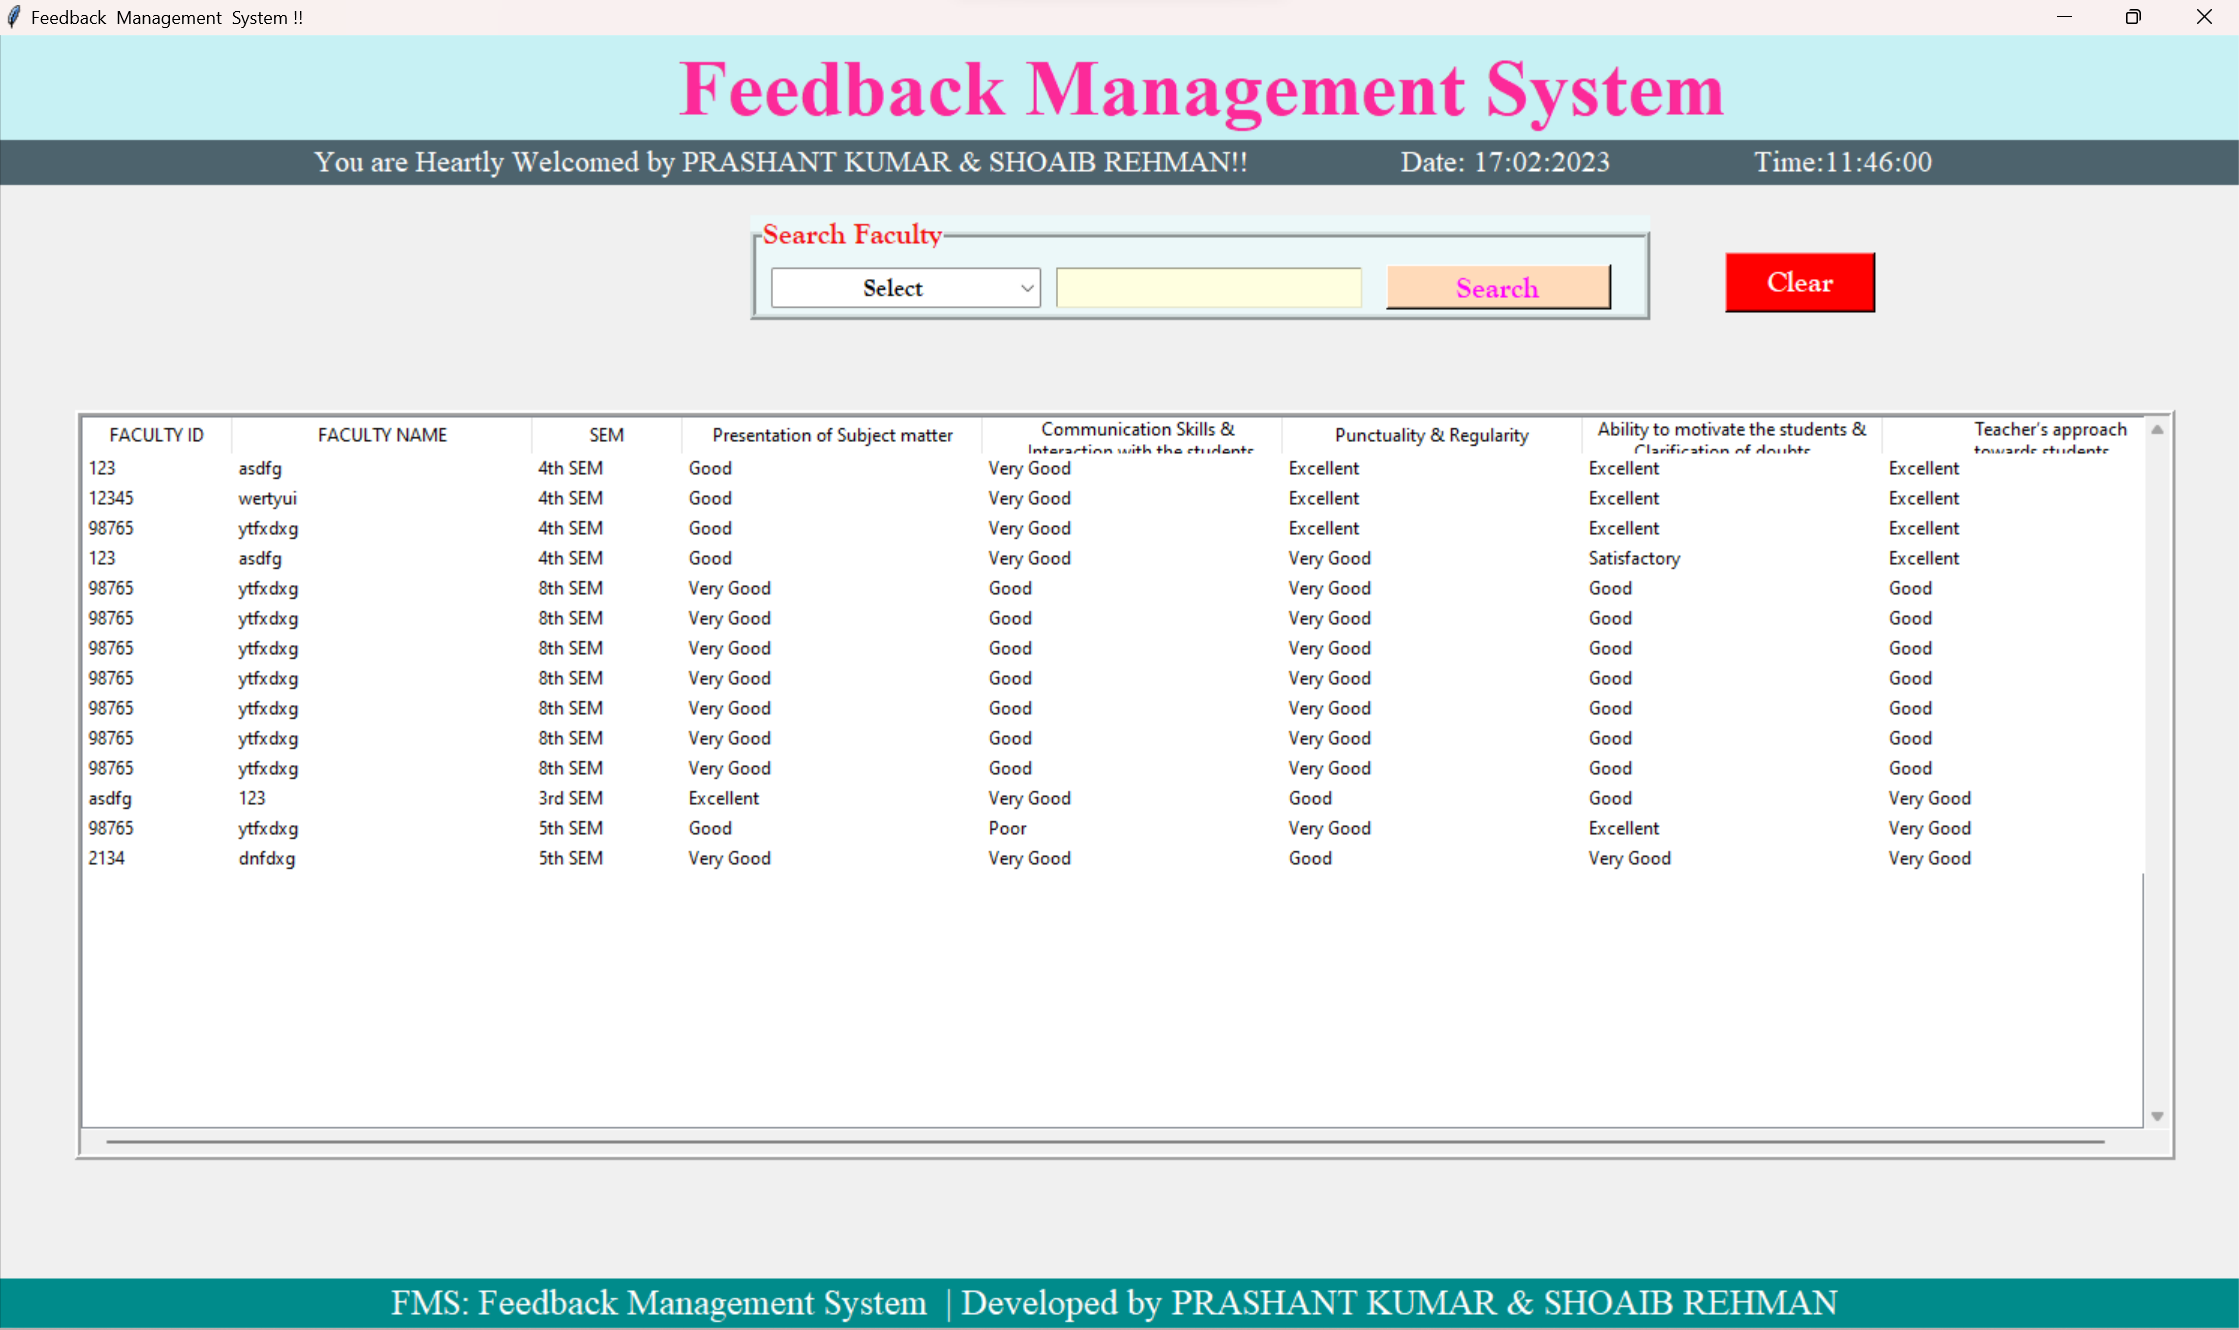 Feedback Management System !!
Feedback Management System
You are Heartly Welcomed by PRASHANT KUMAR & SHOAIB REHMAN!! Date: 17:02:2023 Time:11:46:00
Search Faculty
Select Search Clear
FACULTY ID FACULTY NAME SEM Presentation of Subject matter Communication Skills & Punctuality & Regularity Ability to motivate the students & Teacher's approach
Interaction with the students Clarification of doubts towards students
123 asdfg 4th SEM Good Very Good Excellent Excellent Excellent
12345 wertyui 4th SEM Good Very Good Excellent Excellent Excellent
98765 ytfxdxg 4th SEM Good Very Good Excellent Excellent Excellent
123 asdfg 4th SEM Good Very Good Very Good Satisfactory Excellent
98765 ytfxdxg 8th SEM Very Good Good Very Good Good Good
98765 ytfxdxg 8th SEM Very Good Good Very Good Good Good
98765 ytfxdxg 8th SEM Very Good Good Very Good Good Good
98765 ytfxdxg 8th SEM Very Good Good Very Good Good Good
98765 ytfxdxg 8th SEM Very Good Good Very Good Good Good
98765 ytfxdxg 8th SEM Very Good Good Very Good Good Good
98765 ytfxdxg 8th SEM Very Good Good Very Good Good Good
asdfg 123 3rd SEM Excellent Very Good Good Good Very Good
98765 ytfxdxg 5th SEM Good Poor Very Good Excellent Very Good
2134 dnfdxg 5th SEM Very Good Very Good Good Very Good Very Good
FMS: Feedback Management System | Developed by PRASHANT KUMAR & SHOAIB REHMAN